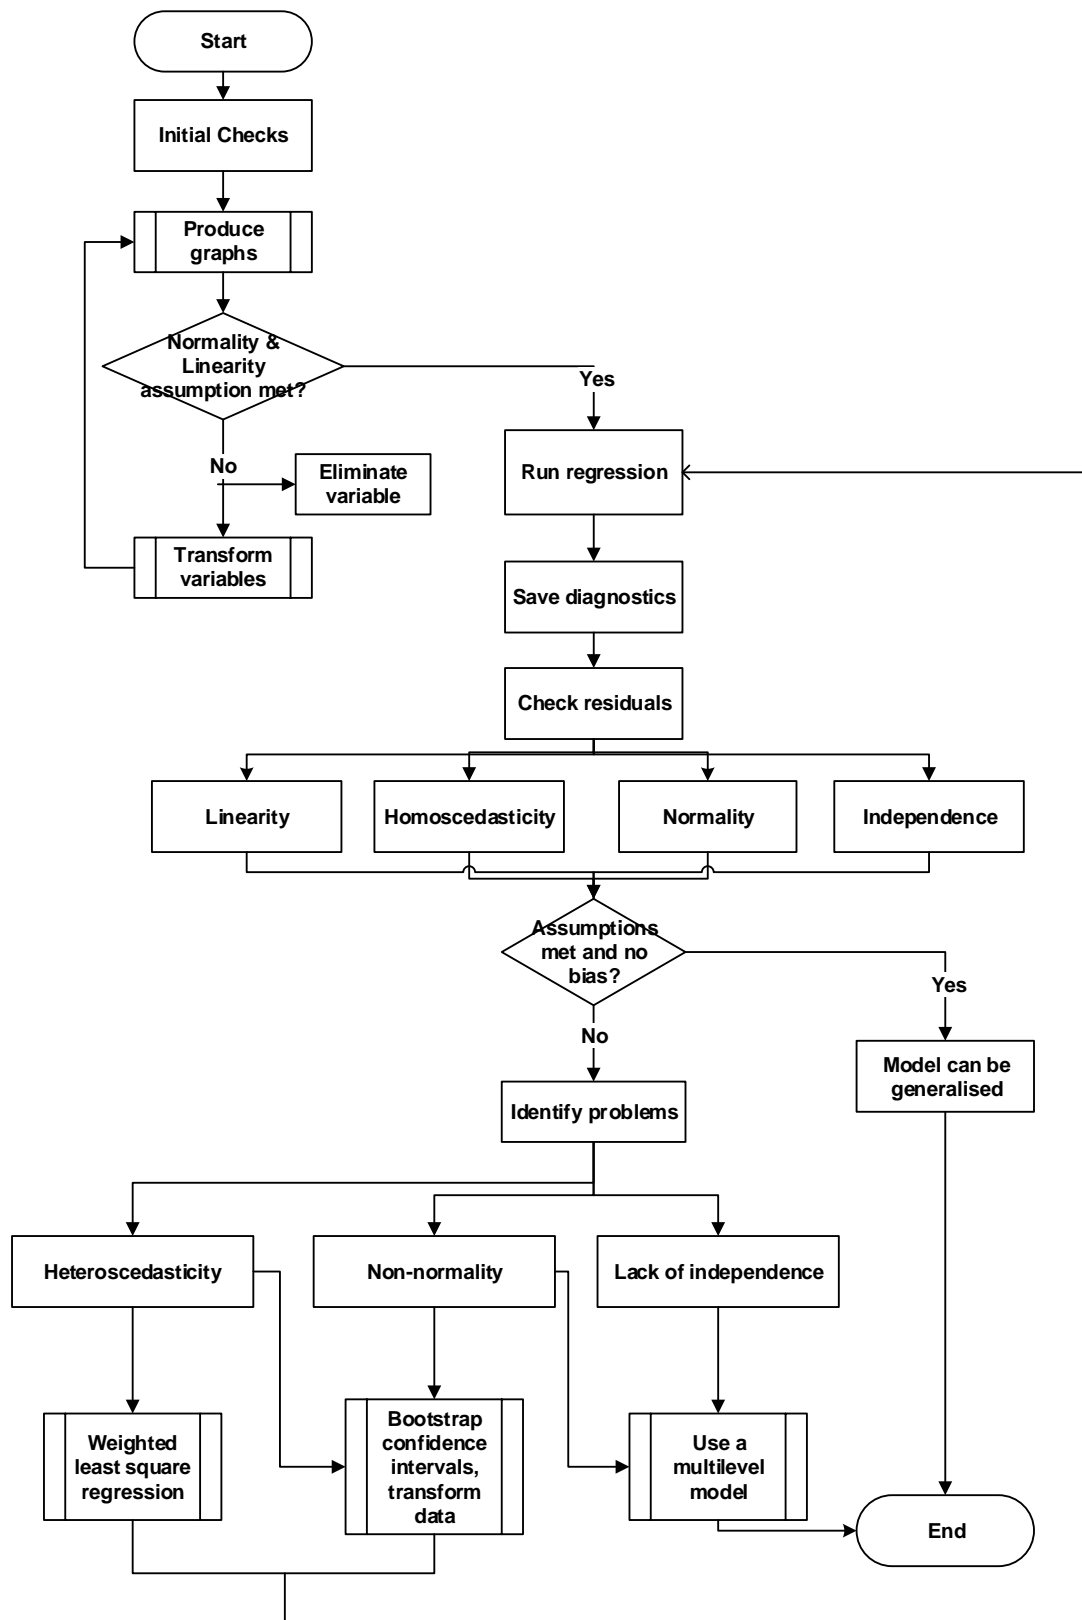 Start
Initial Checks
Produce
graphs
Normality &
Linearity
assumption met?
Yes
No
Eliminate
variable
Run regression
Transform
variables
Save diagnostics
Check residuals
Linearity
Homoscedasticity
Normality
Independence
Assumptions
met and no
bias?
Yes
No
Model can be
generalised
Identify problems
Heteroscedasticity
Non-normality
Lack of independence
Weighted
least square
regression
Bootstrap
confidence
intervals,
transform
data
Use a
multilevel
model
End